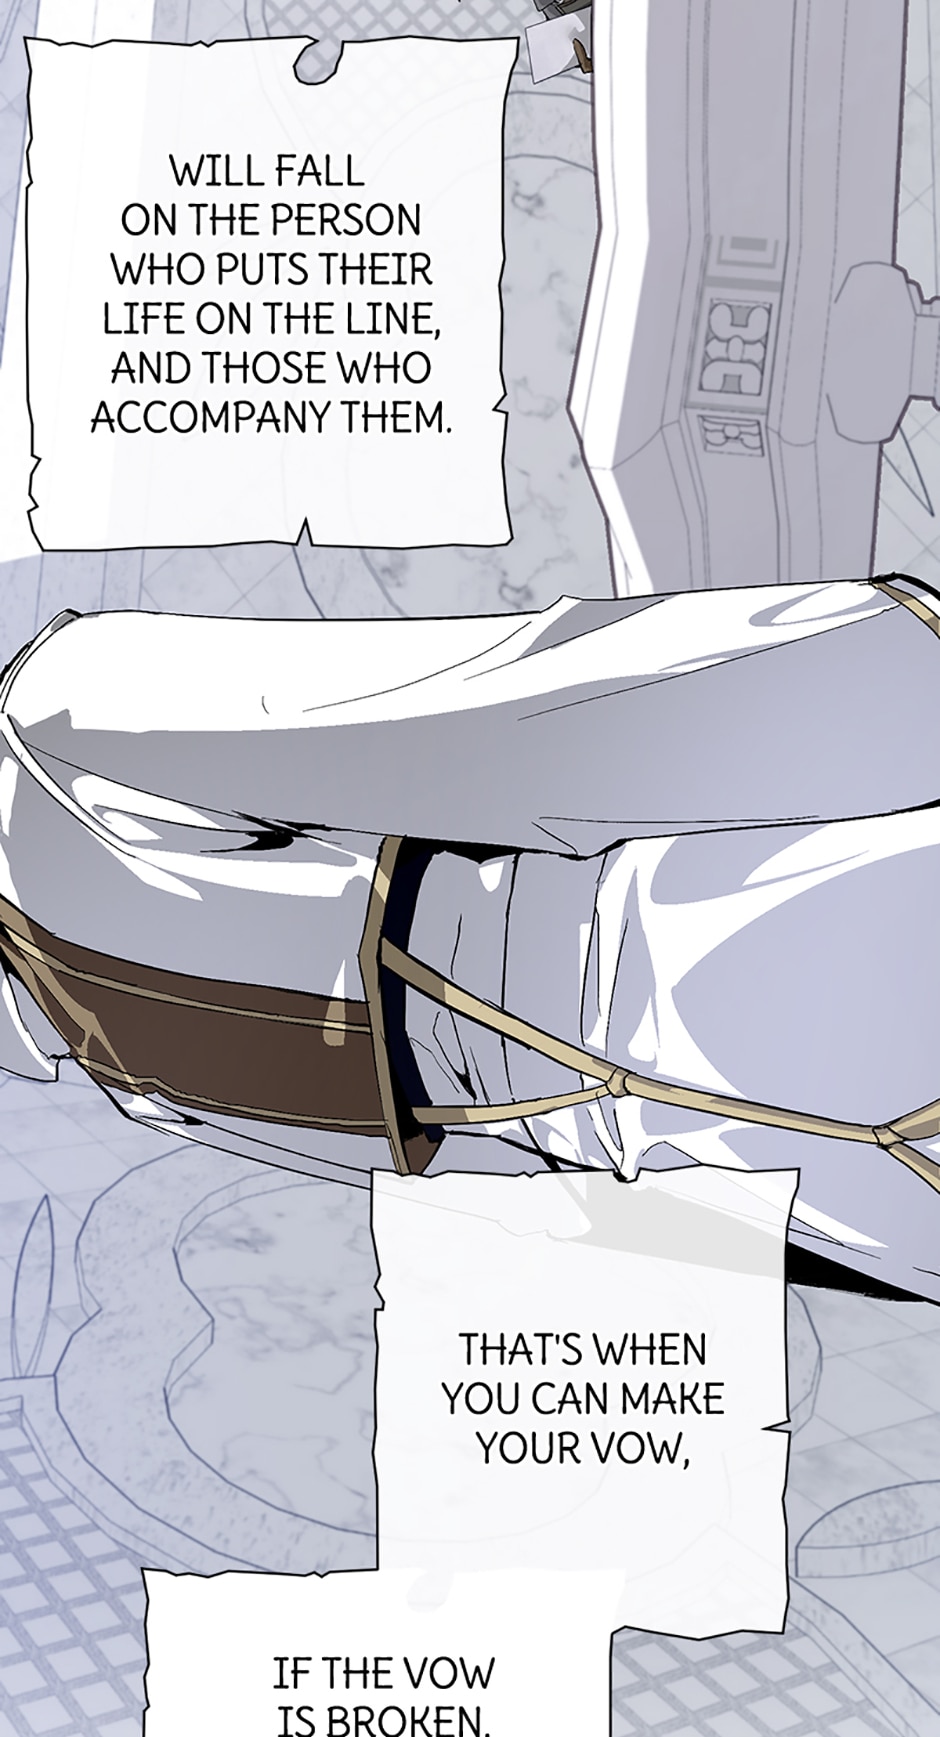 WILL FALL
ON THE PERSON
WHO PUTS THEIR
LIFE ON THE LINE,
AND THOSE WHO
ACCOMPANY THEM.
THAT'S WHEN
YOU CAN MAKE
YOUR VOW,
IF THE VOW
IS BROKEN,